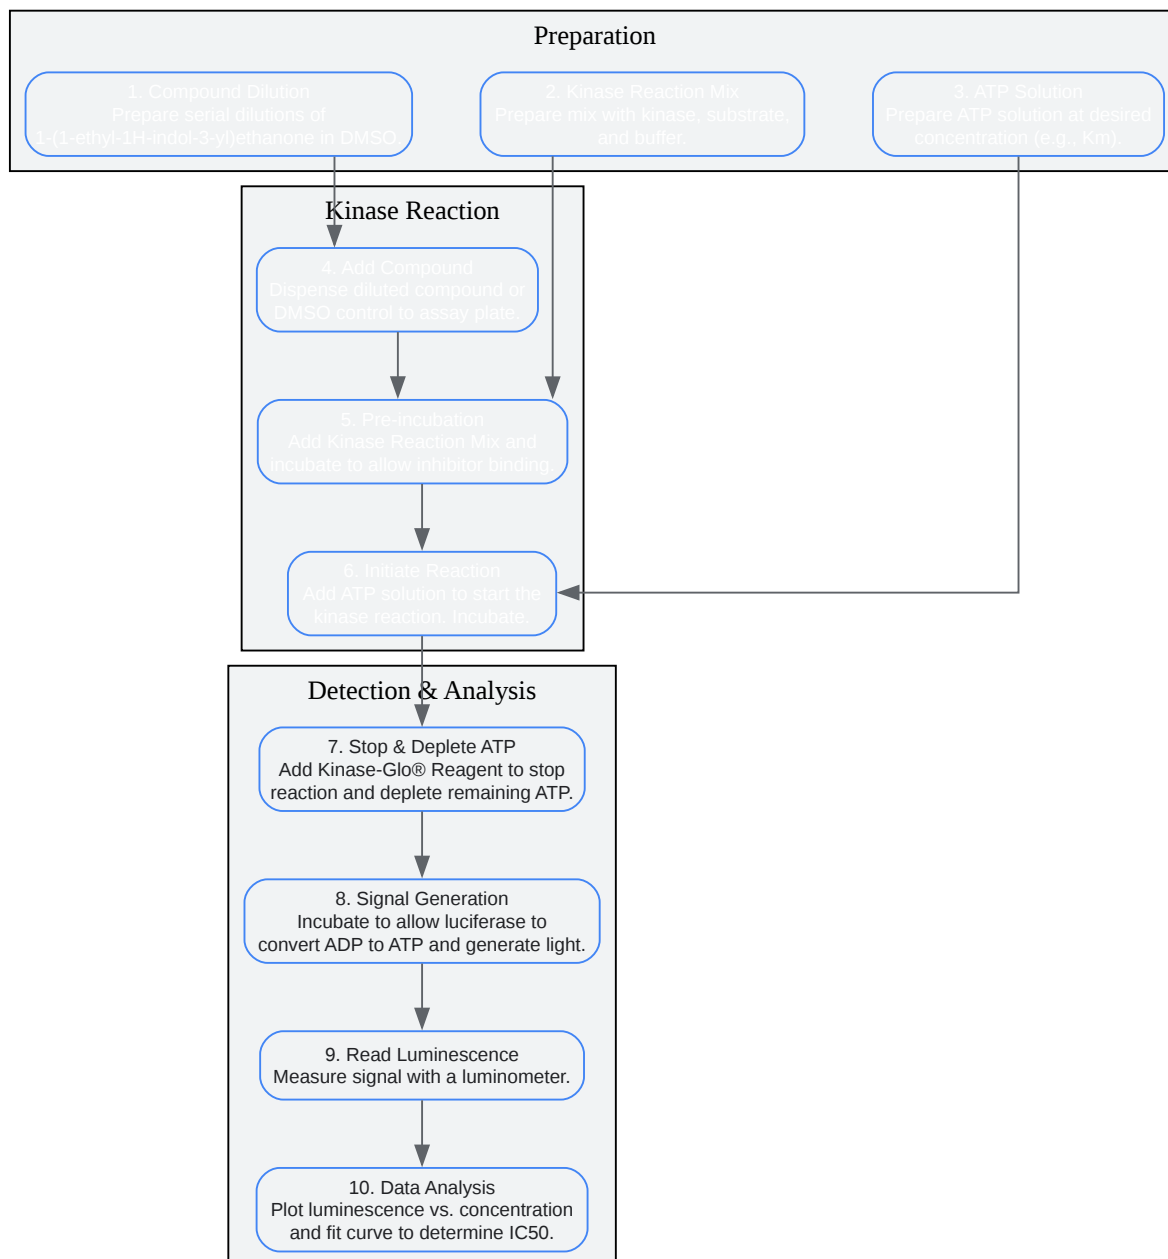 Preparation
1. Compound Dilution
Prepare serial dilutions of
1-(1-ethyl-1H-indol-3-yl)ethanone in DMSO.
2. Kinase Reaction Mix
Prepare mix with kinase, substrate,
and buffer.
3. ATP Solution
Prepare ATP solution at desired
concentration (e.g., Km).
Kinase Reaction
4. Add Compound
Dispense diluted compound or
DMSO control to assay plate.
5. Pre-incubation
Add Kinase Reaction Mix and
incubate to allow inhibitor binding.
6. Initiate Reaction
Add ATP solution to start the
kinase reaction. Incubate.
Detection & Analysis
7. Stop & Deplete ATP
Add Kinase-Glo® Reagent to stop
reaction and deplete remaining ATP.
8. Signal Generation
Incubate to allow luciferase to
convert ADP to ATP and generate light.
9. Read Luminescence
Measure signal with a luminometer.
10. Data Analysis
Plot luminescence vs. concentration
and fit curve to determine IC50.